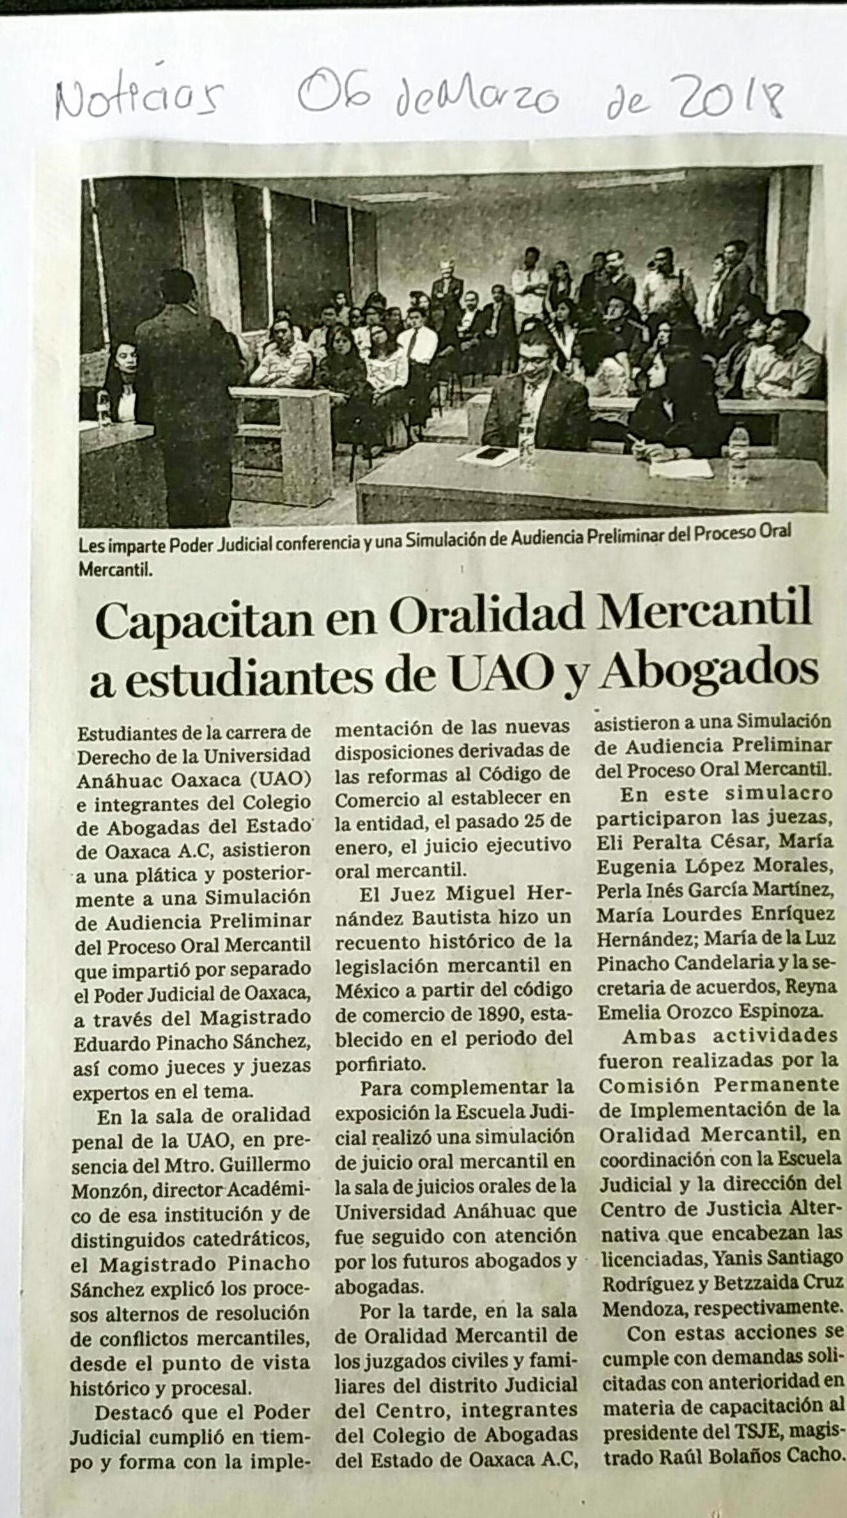 Noticias 06 de Marzo de 2018
Les imparte Poder Judicial conferencia y una Simulación de Audiencia Preliminar del Proceso Oral
Mercantil.
Capacitan en Oralidad Mercantil
a estudiantes de UAO y Abogados
Estudiantes de la carrera de
Derecho de la Universidad
Anáhuac Oaxaca (UAO)
e integrantes del Colegio
de Abogadas del Estado
de Oaxaca A.C, asistieron
a una plática y posterior-
mente a una Simulación
de Audiencia Preliminar
del Proceso Oral Mercantil
que impartió por separado
el Poder Judicial de Oaxaca,
a través del Magistrado
Eduardo Pinacho Sánchez,
así como jueces y juezas
expertos en el tema.
En la sala de oralidad
penal de la UAO, en pre-
sencia del Mtro. Guillermo
Monzón, director Académi-
co de esa institución y de
distinguidos catedráticos,
el Magistrado Pinacho
Sánchez explicó los proce-
sos alternos de resolución
de conflictos mercantiles,
desde el punto de vista
histórico y procesal.
Destacó que el Poder
Judicial cumplió en tiem-
po y forma con la imple-
mentación de las nuevas
disposiciones derivadas de
las reformas al Código de
Comercio al establecer en
la entidad, el pasado 25 de
enero, el juicio ejecutivo
oral mercantil.
El Juez Miguel Her-
nández Bautista hizo un
recuento histórico de la
legislación mercantil en
México a partir del código
de comercio de 1890, esta-
blecido en el periodo del
porfiriato.
Para complementar la
exposición la Escuela Judi-
cial realizó una simulación
de juicio oral mercantil en
la sala de juicios orales de la
Universidad Anáhuac que
fue seguido con atención
por los futuros abogados y
abogadas.
Por la tarde, en la sala
de Oralidad Mercantil de
los juzgados civiles y fami-
liares del distrito Judicial
del Centro, integrantes
del Colegio de Abogadas
del Estado de Oaxaca A.C,
asistieron a una Simulación
de Audiencia Preliminar
del Proceso Oral Mercantil.
En este simulacro
participaron las juezas,
Eli Peralta César, María
Eugenia López Morales,
Perla Inés García Martínez,
María Lourdes Enríquez
Hernández; María de la Luz
Pinacho Candelaria y la se-
cretaria de acuerdos, Reyna
Emelia Orozco Espinoza.
Ambas actividades
fueron realizadas por la
Comisión Permanente
de Implementación de la
Oralidad Mercantil, en
coordinación con la Escuela
Judicial y la dirección del
Centro de Justicia Alter-
nativa que encabezan las
licenciadas, Yanis Santiago
Rodríguez y Betzzaida Cruz
Mendoza, respectivamente.
Con estas acciones se
cumple con demandas soli-
citadas con anterioridad en
materia de capacitación al
presidente del TSJE, magis-
trado Raúl Bolaños Cacho.